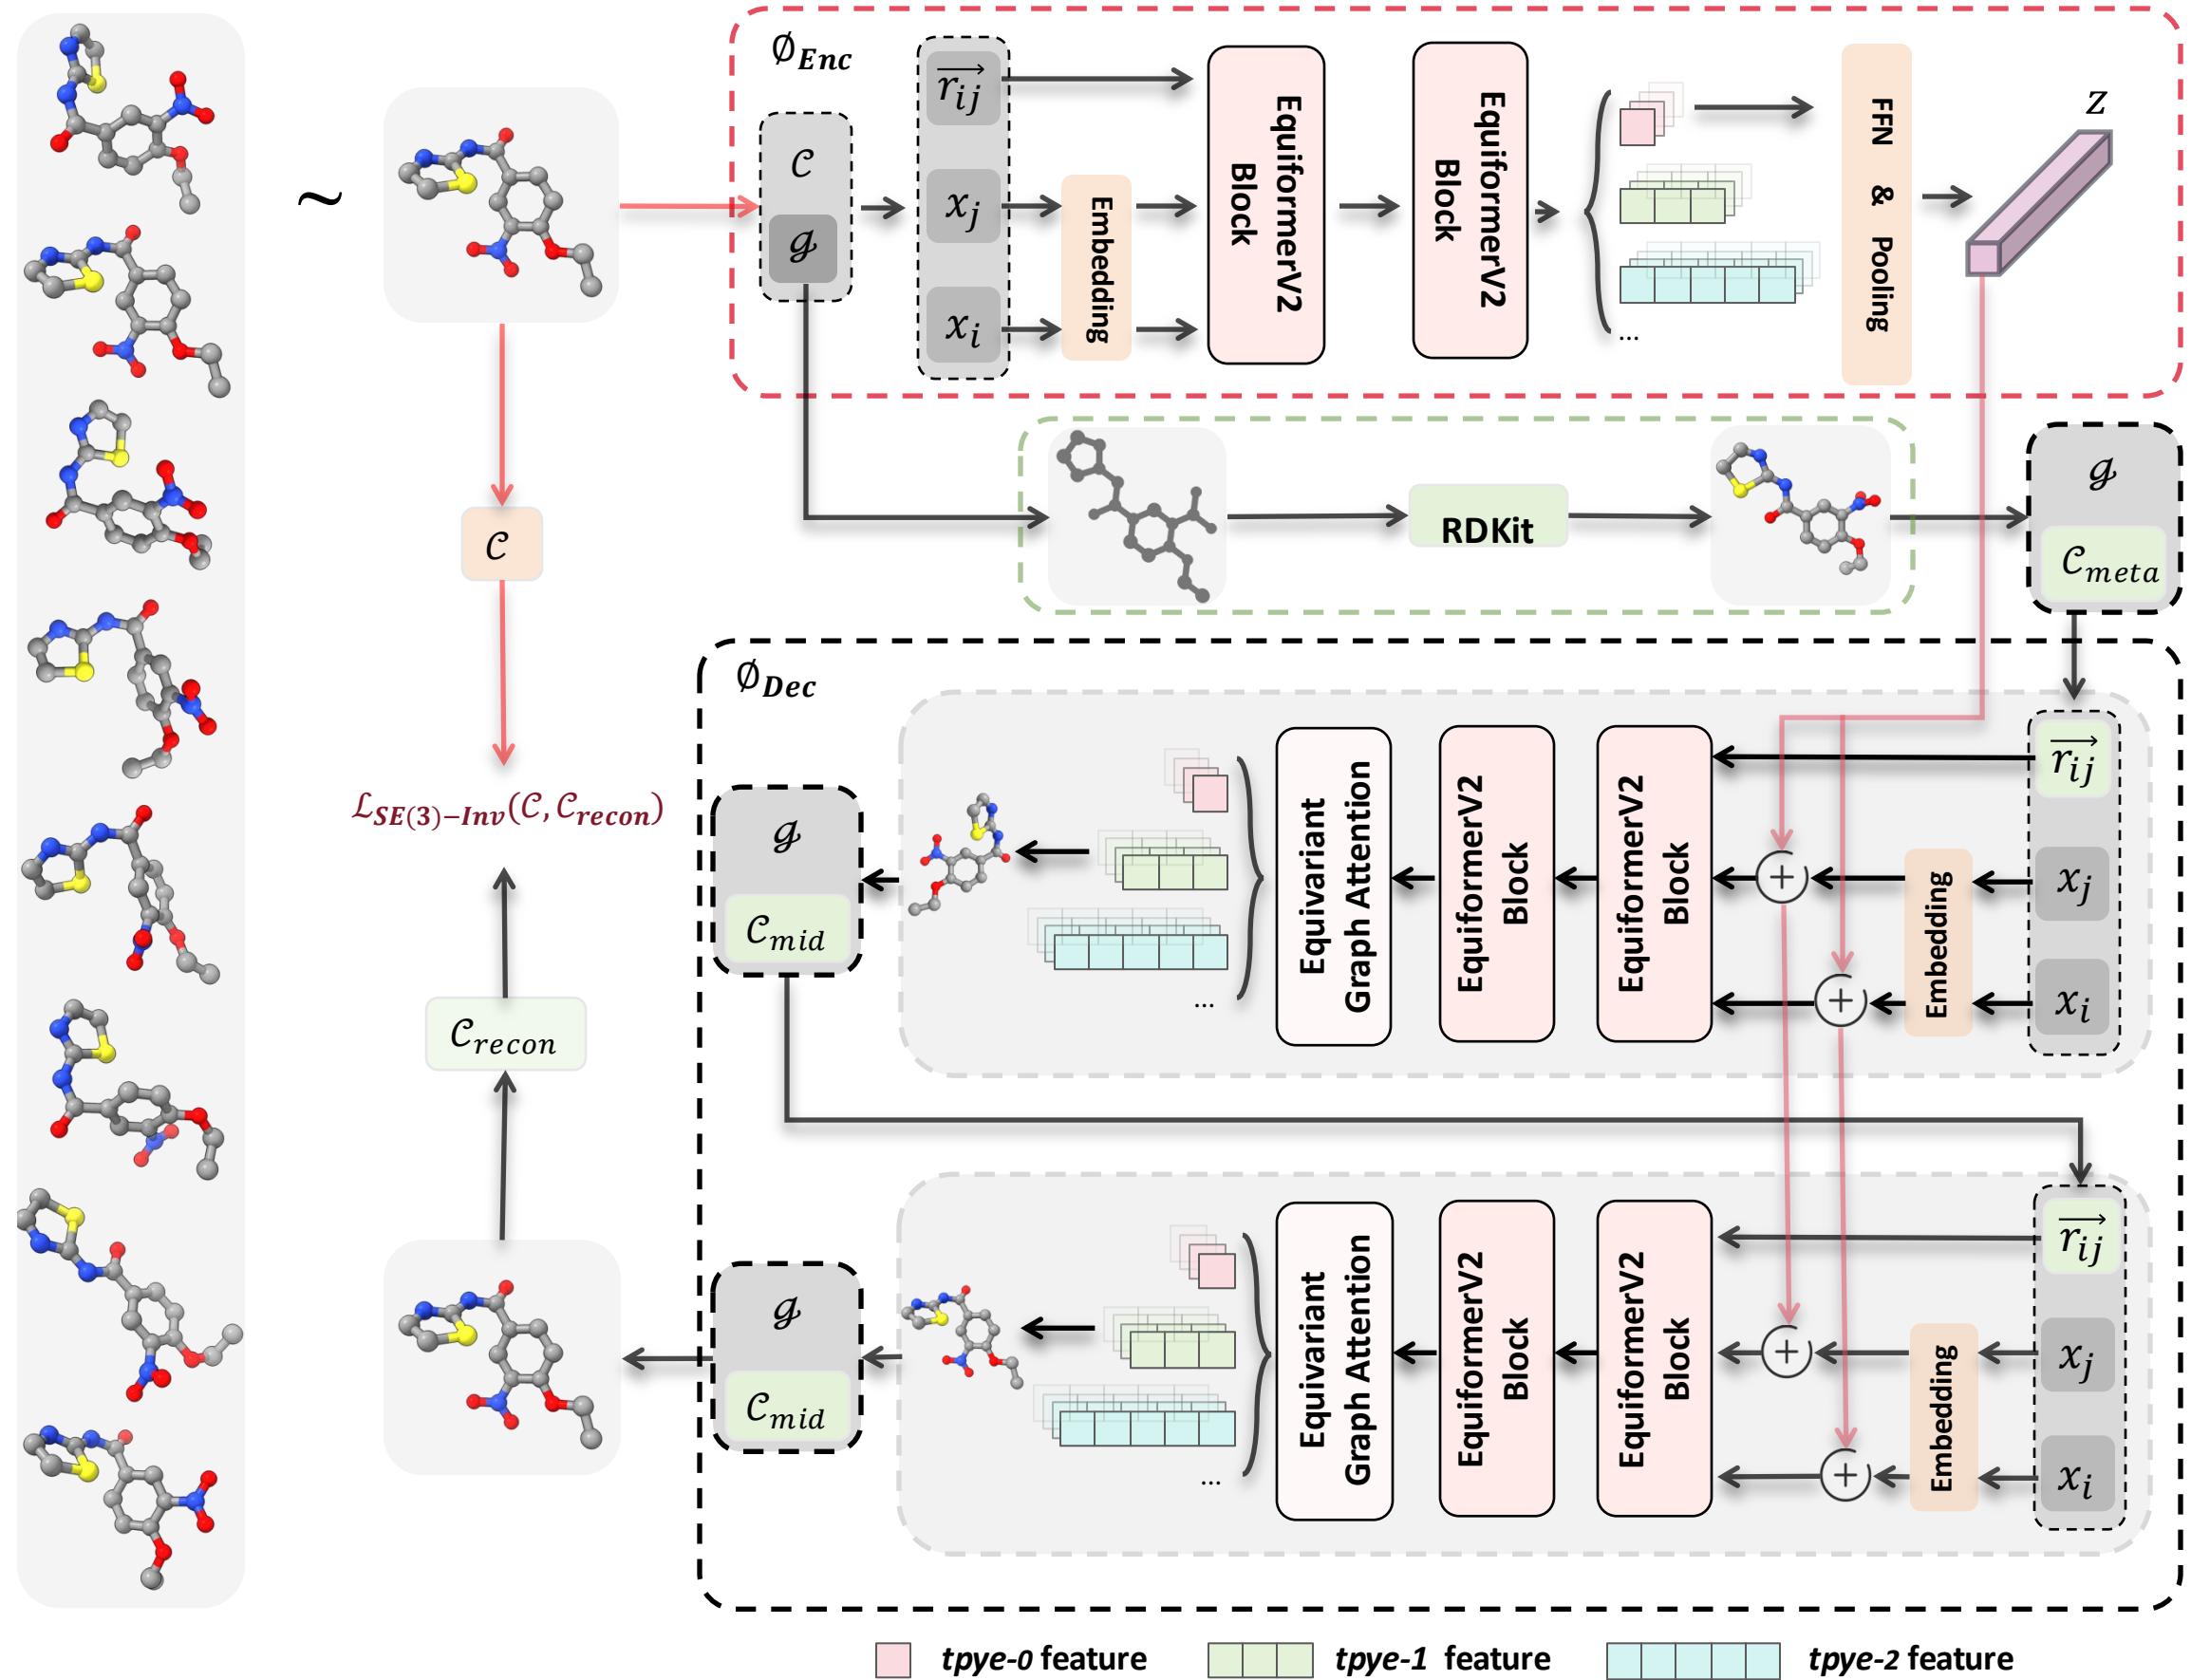 ∅Enc
~
𝒞
ℊ
r⃗ij
xj
xi
Embedding
EquiformerV2
Block
EquiformerV2
Block
...
FFN
&
Pooling
z
RDKit
ℊ
𝒞meta
𝒞
ℒSE(3)−Inv(𝒞, 𝒞recon)
𝒞recon
∅Dec
ℊ
𝒞mid
...
Equivariant
Graph Attention
EquiformerV2
Block
EquiformerV2
Block
+
+
Embedding
r⃗ij
xj
xi
ℊ
𝒞mid
...
Equivariant
Graph Attention
EquiformerV2
Block
EquiformerV2
Block
+
+
Embedding
r⃗ij
xj
xi
tpye-0 feature
tpye-1 feature
tpye-2 feature